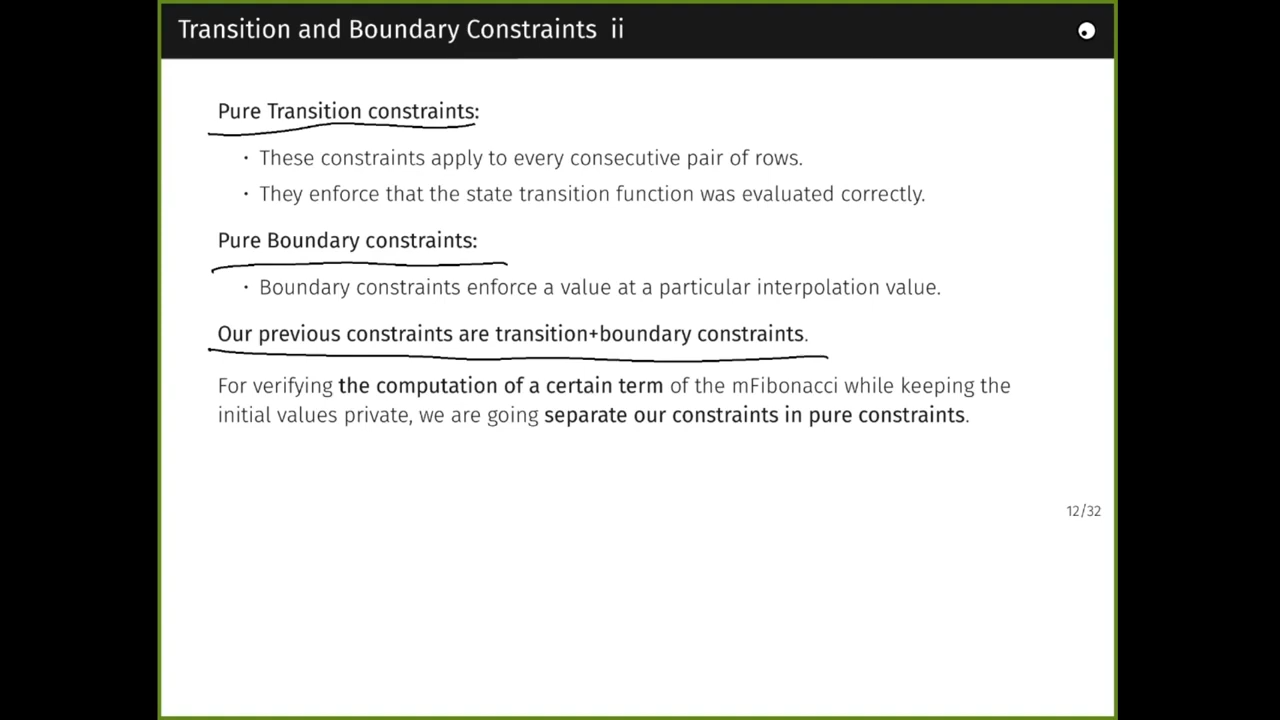 Transition and Boundary Constraints ii
Pure Transition constraints:
· These constraints apply to every consecutive pair of rows.
· They enforce that the state transition function was evaluated correctly.
Pure Boundary constraints:
· Boundary constraints enforce a value at a particular interpolation value.
Our previous constraints are transition+boundary constraints.
For verifying the computation of a certain term of the mFibonacci while keeping the
initial values private, we are going separate our constraints in pure constraints.
12/32